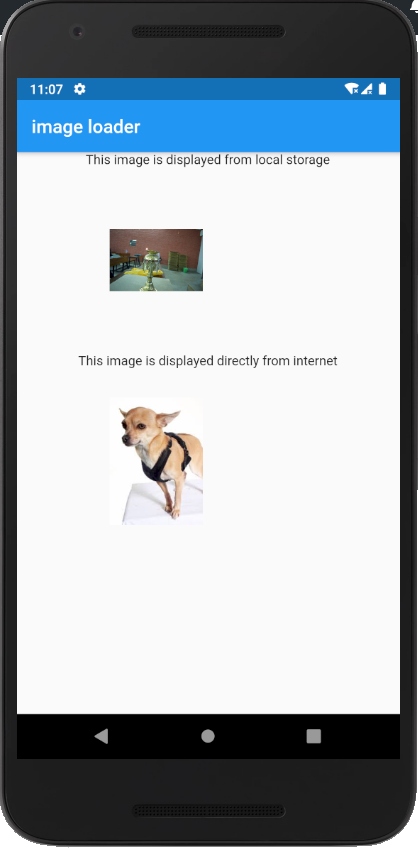 11:07
image loader
This image is displayed from local storage
This image is displayed directly from internet